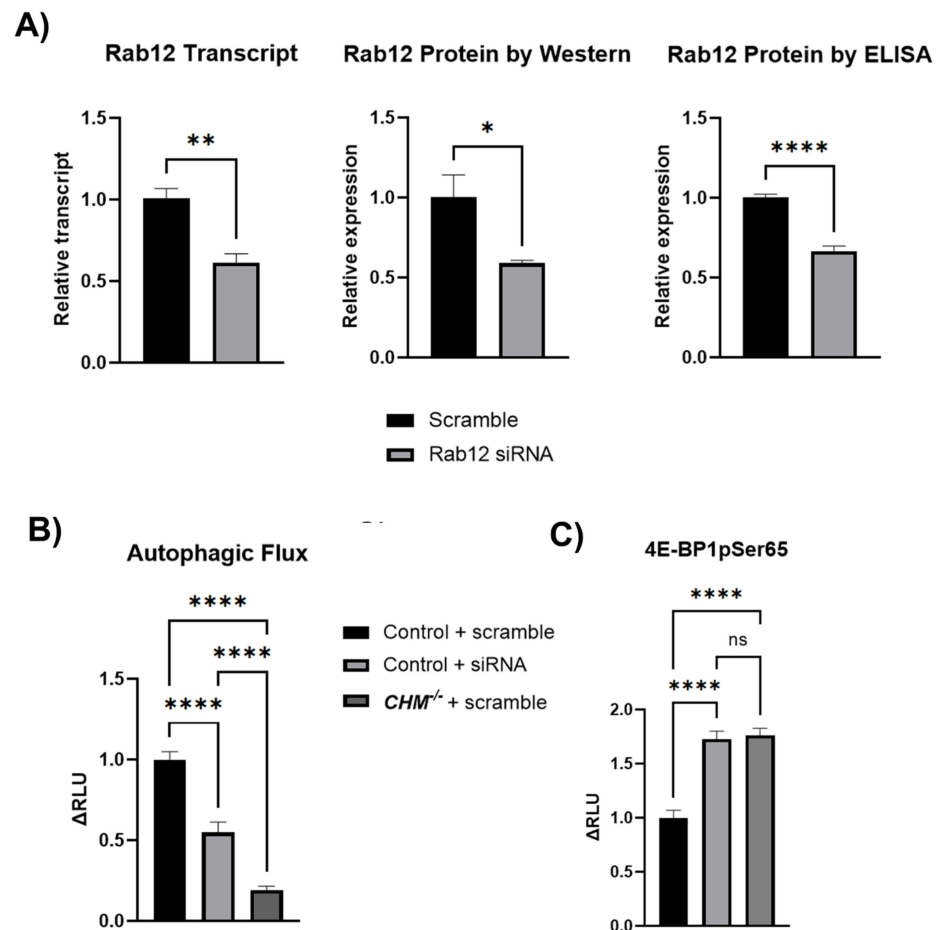 A)
Rab12 Transcript
Rab12 Protein by Western
Rab12 Protein by ELISA
1.5
1.0
0.5
0.0
Relative transcript
**
1.5
1.0
0.5
0.0
Relative expression
*
1.5
1.0
0.5
0.0
Relative expression
****
Scramble
Rab12 siRNA
B)
Autophagic Flux
****
****
****
1.5
1.0
0.5
0.0
ΔRLU
Control + scramble
Control + siRNA
CHM-/- + scramble
C)
4E-BP1pSer65
****
ns
****
2.0
1.5
1.0
0.5
0.0
ΔRLU